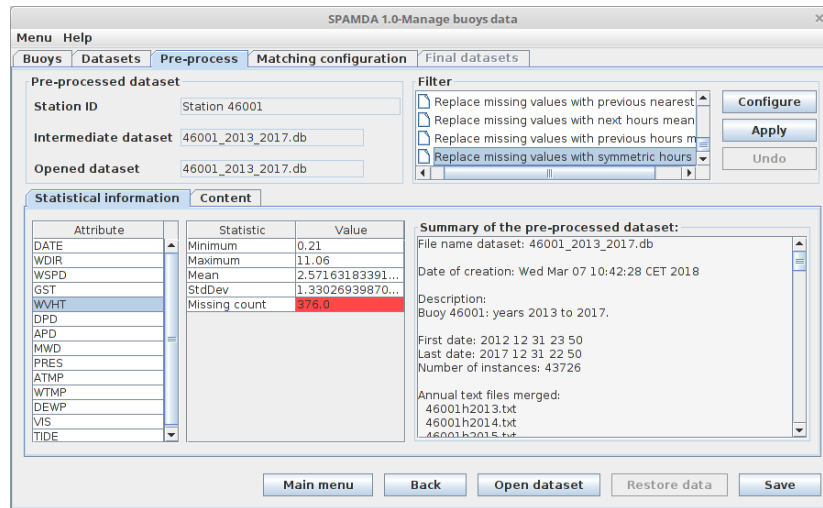 SPAMDA 1.0-Manage buoys data
Menu Help
Buoys Datasets Pre-process Matching configuration Final datasets
Pre-processed dataset
Station ID Station 46001
Intermediate dataset 46001_2013_2017.db
Opened dataset 46001_2013_2017.db
Filter
Replace missing values with previous nearest
Replace missing values with next hours mean
Replace missing values with previous hours m
Replace missing values with symmetric hours
Configure
Apply
Undo
Statistical information Content
Attribute
DATE
WDIR
WSPD
GST
WVHT
DPD
APD
MWD
PRES
ATMP
WTMP
DEWP
VIS
TIDE
Statistic Value
Minimum 0.21
Maximum 11.06
Mean 2.57163183391...
StdDev 1.33026939870...
Missing count 376.0
Summary of the pre-processed dataset:
File name dataset: 46001_2013_2017.db
Date of creation: Wed Mar 07 10:42:28 CET 2018
Description:
Buoy 46001: years 2013 to 2017.
First date: 2012 12 31 23 50
Last date: 2017 12 31 22 50
Number of instances: 43726
Annual text files merged:
46001h2013.txt
46001h2014.txt
46001h2015.txt
Main menu Back Open dataset Restore data Save